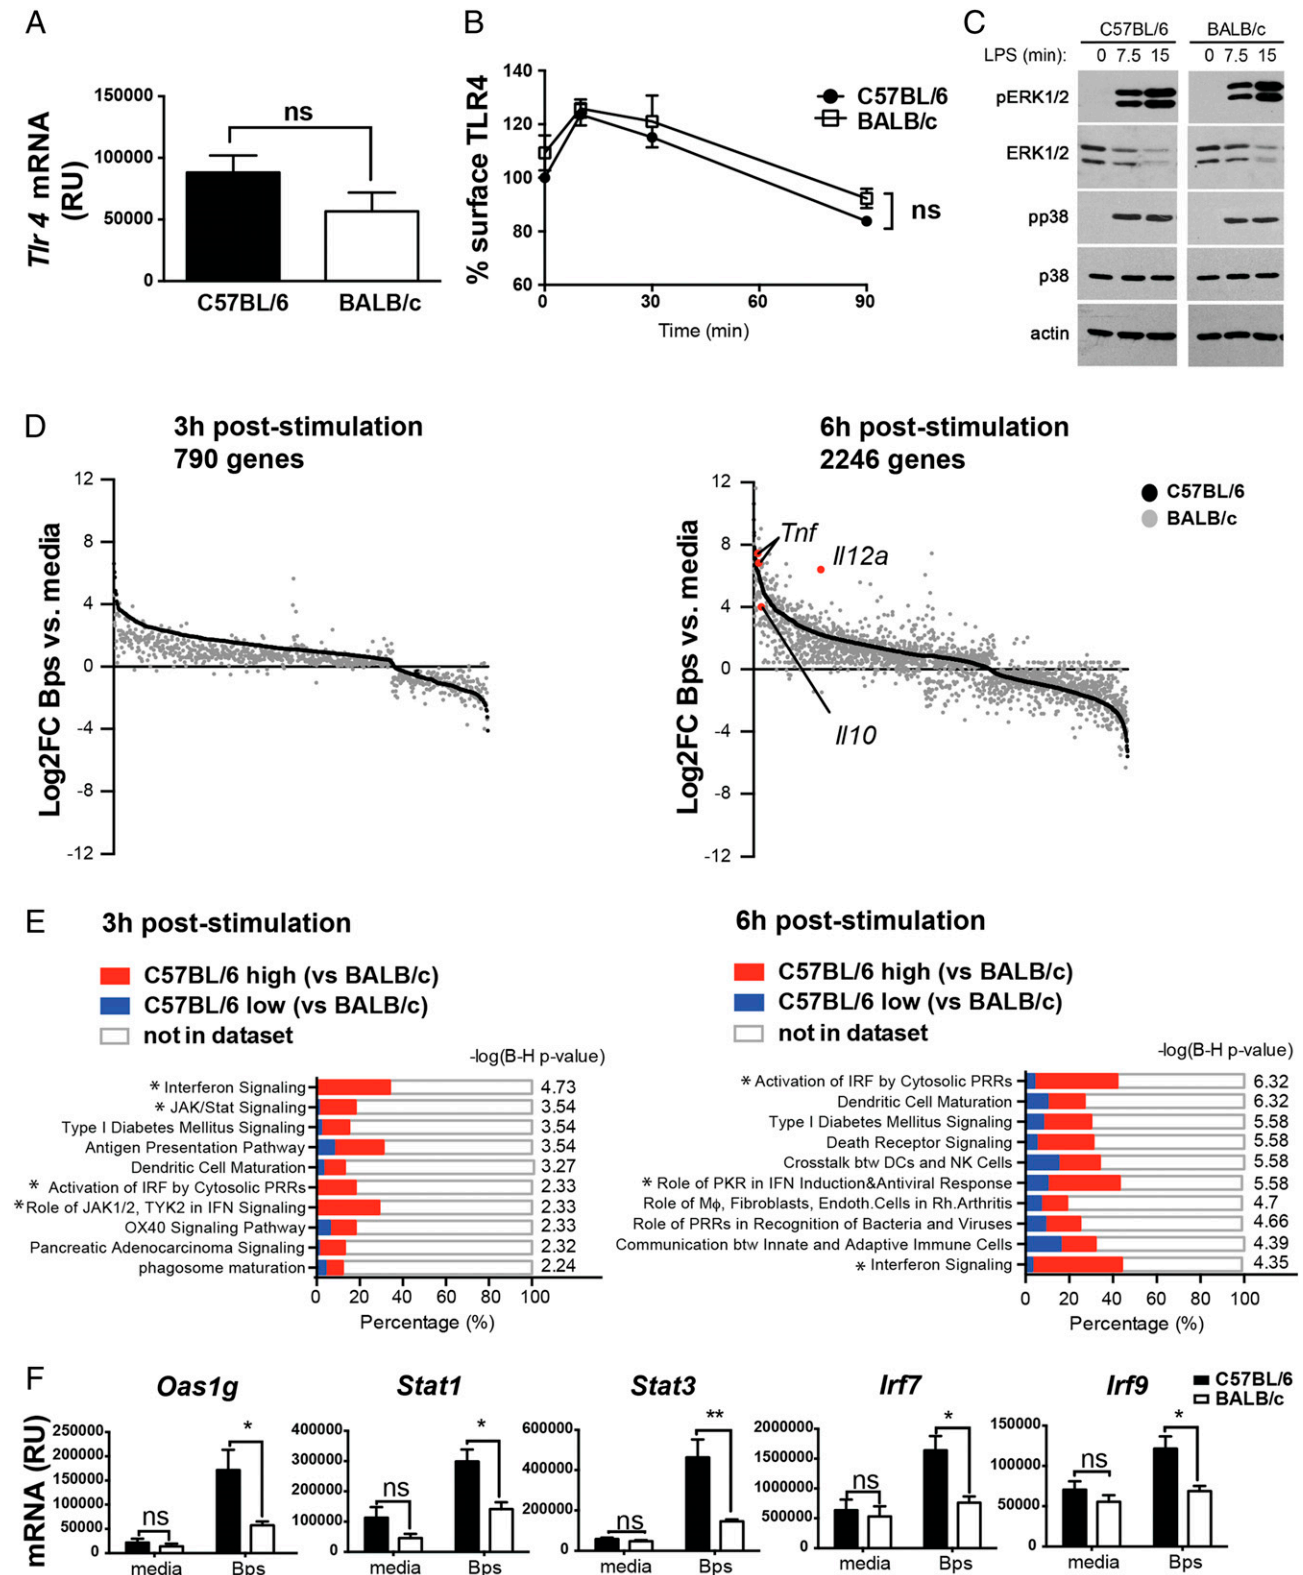 A
Tlr 4 mRNA
(RU)
150000
100000
50000
0
ns
C57BL/6
BALB/c
B
% surface TLR4
140
120
100
80
60
0
30
60
90
Time (min)
C57BL/6
BALB/c
ns
C
C57BL/6
BALB/c
LPS (min): 0 7.5 15 0 7.5 15
pERK1/2
ERK1/2
pp38
p38
actin
D
3h post-stimulation
790 genes
Log2FC Bps vs. media
12
8
4
0
-4
-8
-12
6h post-stimulation
2246 genes
Log2FC Bps vs. media
12
8
4
0
-4
-8
-12
Tnf
Il12a
Il10
C57BL/6
BALB/c
E
3h post-stimulation
C57BL/6 high (vs BALB/c)
C57BL/6 low (vs BALB/c)
not in dataset
-log(B-H p-value)
* Interferon Signaling 4.73
* JAK/Stat Signaling 3.54
Type I Diabetes Mellitus Signaling 3.54
Antigen Presentation Pathway 3.54
Dendritic Cell Maturation 3.27
* Activation of IRF by Cytosolic PRRs 2.33
*Role of JAK1/2, TYK2 in IFN Signaling 2.33
OX40 Signaling Pathway 2.33
Pancreatic Adenocarcinoma Signaling 2.32
phagosome maturation 2.24
0 20 40 60 80 100
Percentage (%)
6h post-stimulation
C57BL/6 high (vs BALB/c)
C57BL/6 low (vs BALB/c)
not in dataset
-log(B-H p-value)
* Activation of IRF by Cytosolic PRRs 6.32
Dendritic Cell Maturation 6.32
Type I Diabetes Mellitus Signaling 5.58
Death Receptor Signaling 5.58
Crosstalk btw DCs and NK Cells 5.58
* Role of PKR in IFN Induction&Antiviral Response 5.58
Role of Mφ, Fibroblasts, Endoth.Cells in Rh.Arthritis 4.7
Role of PRRs in Recognition of Bacteria and Viruses 4.66
Communication btw Innate and Adaptive Immune Cells 4.39
* Interferon Signaling 4.35
0 20 40 60 80 100
Percentage (%)
F
mRNA (RU)
Oas1g
250000
200000
150000
100000
50000
0
ns
*
media Bps
Stat1
400000
300000
200000
100000
0
ns
*
media Bps
Stat3
600000
400000
200000
0
ns
**
media Bps
Irf7
2000000
1500000
1000000
500000
0
ns
*
media Bps
Irf9
150000
100000
50000
0
ns
*
media Bps
C57BL/6
BALB/c